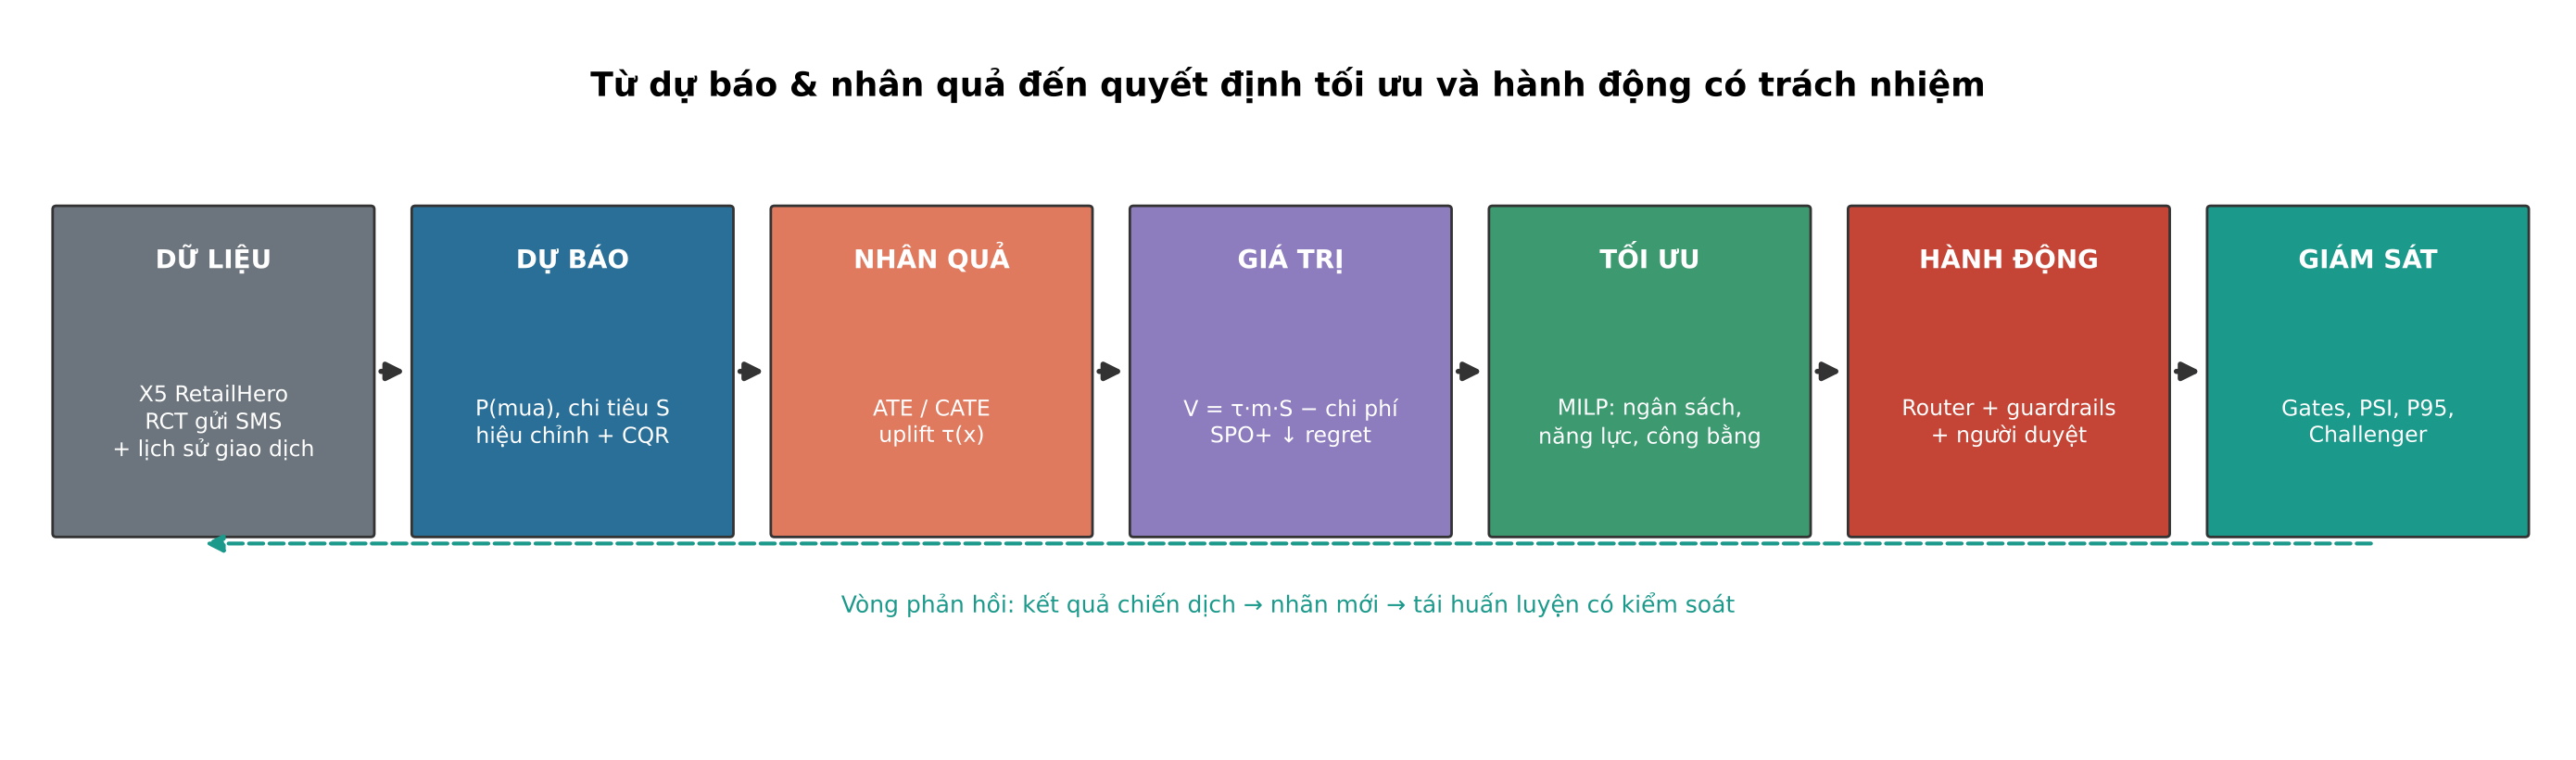 Từ dự báo & nhân quả đến quyết định tối ưu và hành động có trách nhiệm
DỮ LIỆU
X5 RetailHero
RCT gửi SMS
+ lịch sử giao dịch
DỰ BÁO
P(mua), chi tiêu S
hiệu chỉnh + CQR
NHÂN QUẢ
ATE / CATE
uplift τ(x)
GIÁ TRỊ
V = τ·m·S − chi phí
SPO+ ↓ regret
TỐI ƯU
MILP: ngân sách,
năng lực, công bằng
HÀNH ĐỘNG
Router + guardrails
+ người duyệt
GIÁM SÁT
Gates, PSI, P95,
Challenger
Vòng phản hồi: kết quả chiến dịch → nhãn mới → tái huấn luyện có kiểm soát